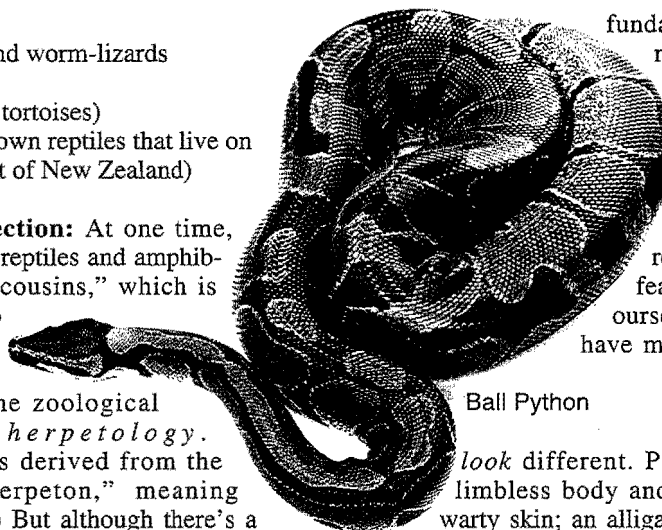 nd worm-lizards
tortoises)
own reptiles that live on
t of New Zealand)
ection: At one time,
reptiles and amphib-
cousins," which is
ne zoological
herpetology.
s derived from the
erpeton," meaning
But although there's a
Ball Python
funda
r
re
fea
ourse
have m
look different. P
limbless body and
warty skin; an alliga